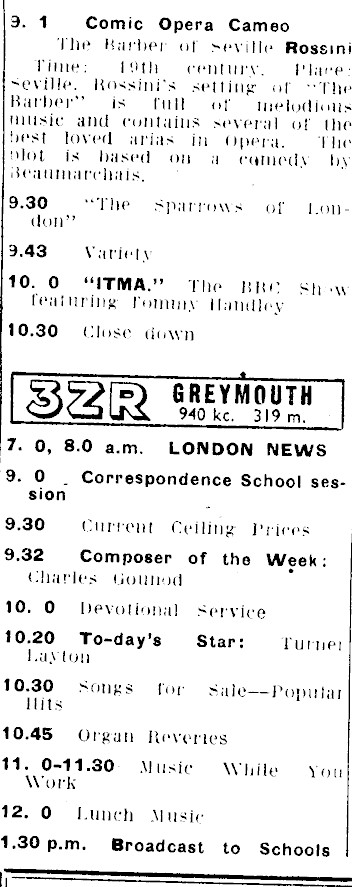 9. 1 Comic Opera Cameo
The Barber of Seville Rossini
Time: 19th century. Place:
Seville. Rossini's setting of "The
Barber" is full of melodious
music and contains several of the
best loved arias in Opera. The
plot is based on a comedy by
Beaumarchais.
9.30 "The Sparrows of Lon-
don"
9.43 Variety
10. 0 "ITMA." The BBC Show
featuring Tommy Handley
10.30 Close down
3ZR GREYMOUTH
940 kc. 319 m.
7. 0, 8.0 a.m. LONDON NEWS
9. 0 Correspondence School ses-
sion
9.30 Current Ceiling Prices
9.32 Composer of the Week:
Charles Gounod
10. 0 Devotional Service
10.20 To-day's Star: Turner
Layton
10.30 Songs for Sale--Popular
Hits
10.45 Organ Reveries
11. 0-11.30 Music While You
Work
12. 0 Lunch Music
1.30 p.m. Broadcast to Schools